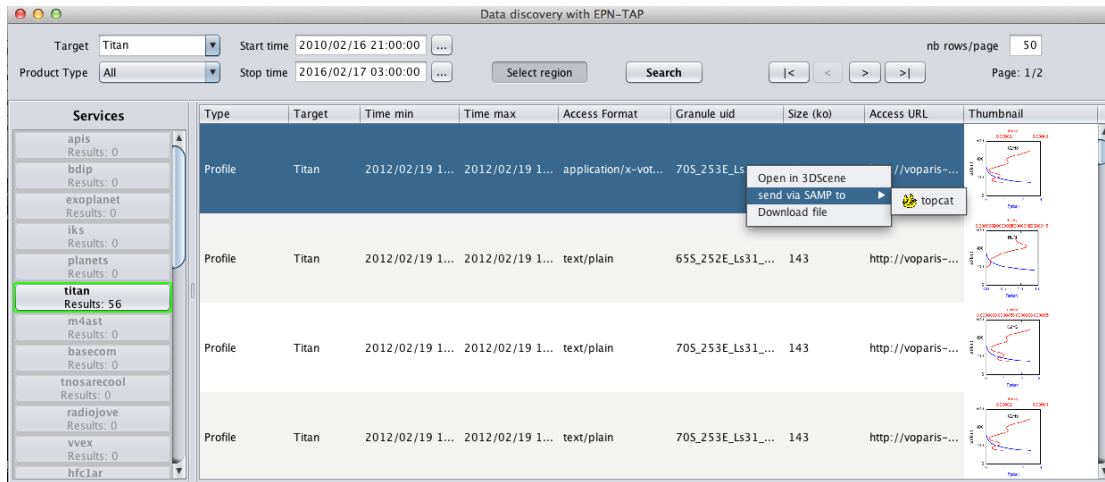 Data discovery with EPN-TAP
Target Titan Start time 2010/02/16 21:00:00 ... nb rows/page 50
Product Type All Stop time 2016/02/17 03:00:00 ... Select region Search |< < > >| Page: 1/2
Services
apis
Results: 0
bdip
Results: 0
exoplanet
Results: 0
iks
Results: 0
planets
Results: 0
titan
Results: 56
m4ast
Results: 0
basecom
Results: 0
tnosarecool
Results: 0
radiojove
Results: 0
vvex
Results: 0
hfc1ar
Type Target Time min Time max Access Format Granule uid Size (ko) Access URL Thumbnail
Profile Titan 2012/02/19 1... 2012/02/19 1... application/x-vot... 70S_253E_Ls //voparis-...
Open in 3DScene
send via SAMP to
topcat
Download file
Profile Titan 2012/02/19 1... 2012/02/19 1... text/plain 65S_252E_Ls31_... 143 http://voparis-...
Profile Titan 2012/02/19 1... 2012/02/19 1... text/plain 70S_253E_Ls31_... 143 http://voparis-...
Profile Titan 2012/02/19 1... 2012/02/19 1... text/plain 70S_253E_Ls31_... 143 http://voparis-...